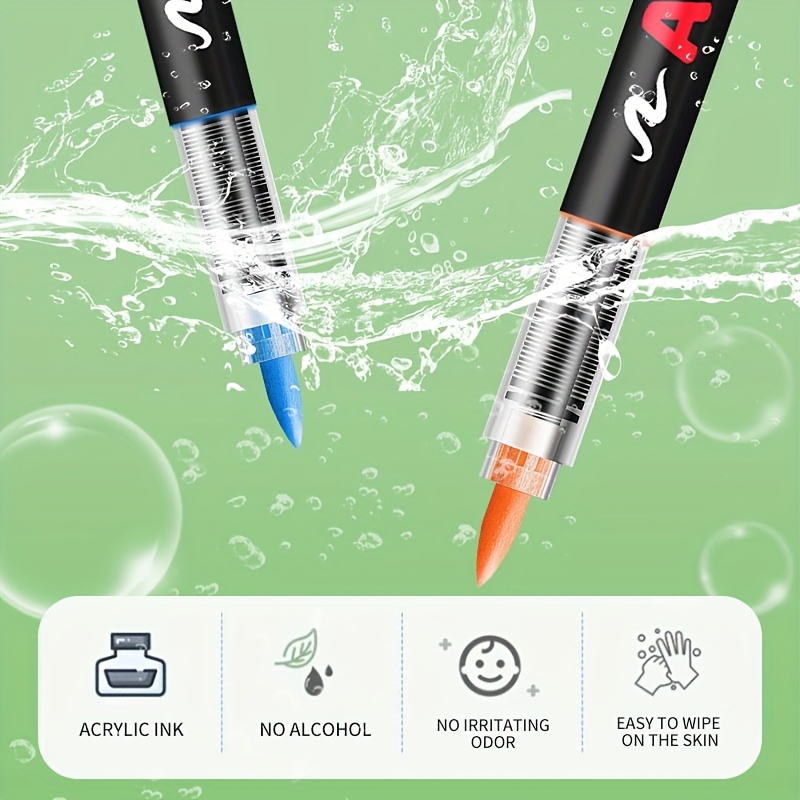 A
ACRYLIC INK
NO ALCOHOL
NO IRRITATING
ODOR
EASY TO WIPE
ON THE SKIN